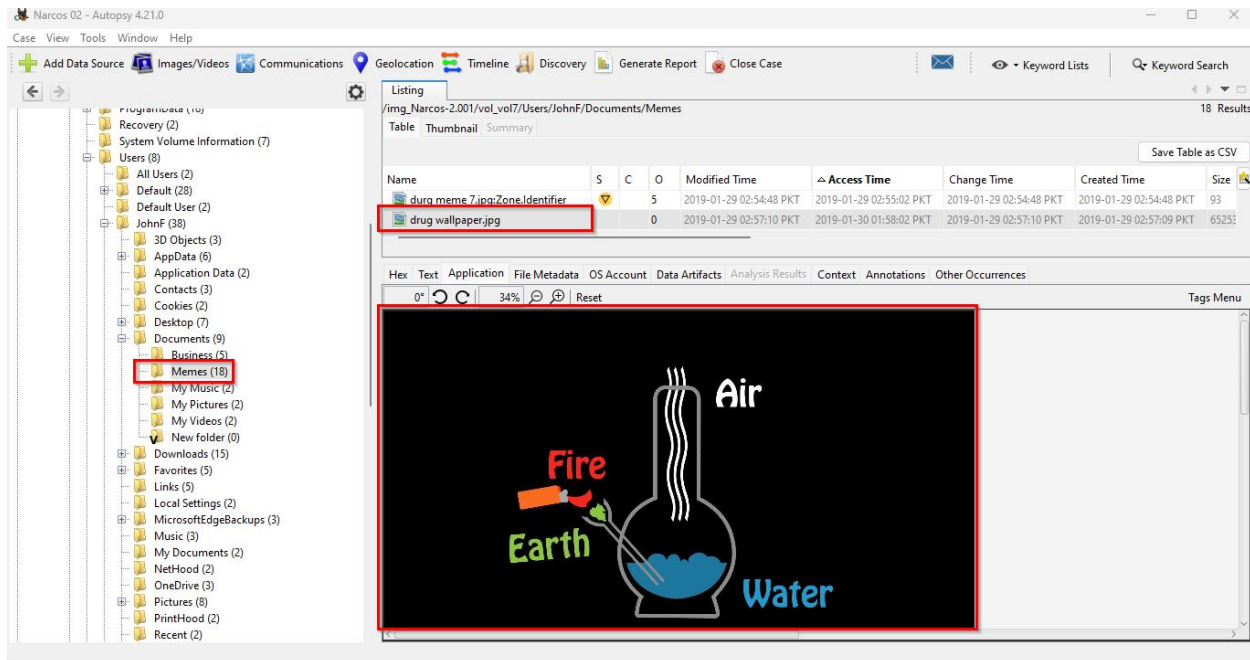 Narcos 02 - Autopsy 4.21.0
Case View Tools Window Help
Add Data Source Images/Videos Communications Geolocation Timeline Discovery Generate Report Close Case Keyword Lists Keyword Search
Listing
/img_Narcos-2.001/vol_vol7/Users/JohnF/Documents/Memes 18 Results
Table Thumbnail Summary
Save Table as CSV
Name S C O Modified Time Access Time Change Time Created Time Size
durg meme 7.jpg:Zone.Identifier 5 2019-01-29 02:54:48 PKT 2019-01-29 02:55:02 PKT 2019-01-29 02:54:48 PKT 2019-01-29 02:54:48 PKT 93
drug wallpaper.jpg 0 2019-01-29 02:57:10 PKT 2019-01-30 01:58:02 PKT 2019-01-29 02:57:10 PKT 2019-01-29 02:57:09 PKT 65253
Hex Text Application File Metadata OS Account Data Artifacts Analysis Results Context Annotations Other Occurrences
0° 34% Reset Tags Menu
Air
Fire
Earth
Water
ProgramData (18)
Recovery (2)
System Volume Information (7)
Users (8)
All Users (2)
Default (28)
Default User (2)
JohnF (38)
3D Objects (3)
AppData (6)
Application Data (2)
Contacts (3)
Cookies (2)
Desktop (7)
Documents (9)
Business (5)
Memes (18)
My Music (2)
My Pictures (2)
My Videos (2)
New folder (0)
Downloads (15)
Favorites (5)
Links (5)
Local Settings (2)
MicrosoftEdgeBackups (3)
Music (3)
My Documents (2)
NetHood (2)
OneDrive (3)
Pictures (8)
PrintHood (2)
Recent (2)